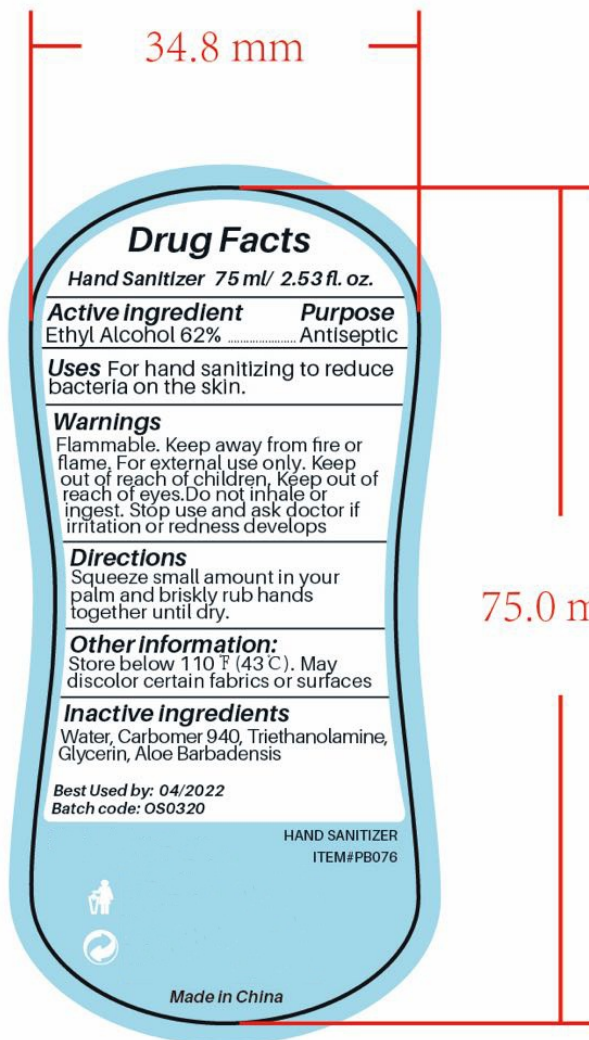 34.8 mm
Drug Facts
Hand Sanitizer 75 ml/ 2.53 fl. oz.
Active ingredient Purpose
Ethyl Alcohol 62% ...................... Antiseptic
Uses For hand sanitizing to reduce
bacteria on the skin.
Warnings
Flammable. Keep away from fire or
flame. For external use only. Keep
out of reach of children, Keep out of
reach of eyes.Do not inhale or
ingest. Stop use and ask doctor if
irritation or redness develops
Directions
Squeeze small amount in your
palm and briskly rub hands
together until dry.
75.0 m
Other information:
Store below 110℉ (43℃). May
discolor certain fabrics or surfaces
Inactive ingredients
Water, Carbomer 940, Triethanolamine,
Glycerin, Aloe Barbadensis
Best Used by: 04/2022
Batch code: OS0320
HAND SANITIZER
ITEM#PB076
Made in China